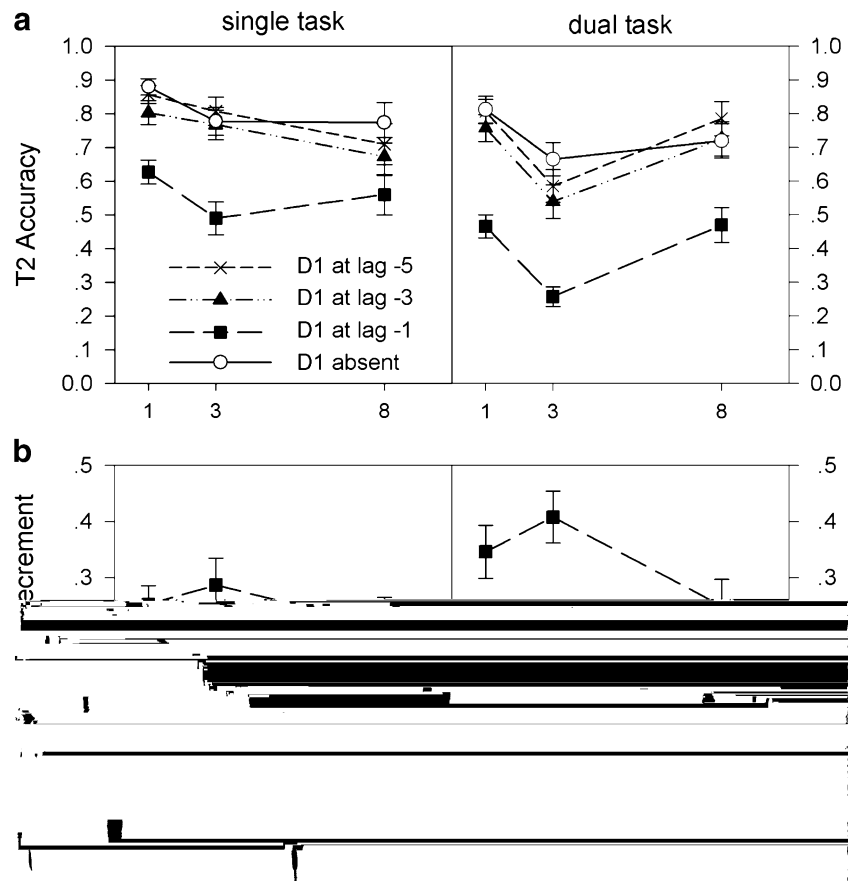 a
single task
dual task
1.0 1.0
.9 .9
.8 .8
.7 .7
.6 .6
.5 .5
.4 .4
.3 .3
.2 .2
.1 .1
0.0 0.0
T2 Accuracy
D1 at lag -5
D1 at lag -3
D1 at lag -1
D1 absent
1 3 8 1 3 8
b
.5 .5
.4 .4
.3 .3
ecrement